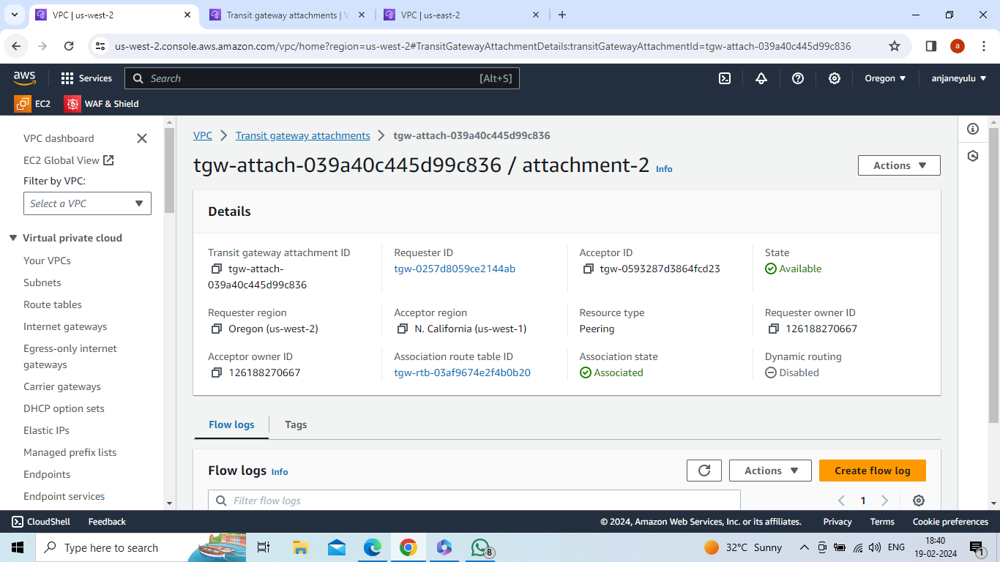 VPC | us-west-2
Transit gateway attachments | V
VPC | us-east-2
us-west-2.console.aws.amazon.com/vpc/home?region=us-west-2#TransitGatewayAttachmentDetails:transitGatewayAttachmentId=tgw-attach-039a40c445d99c836
a
aws
Services
Search
[Alt+S]
Oregon
anjaneyulu
EC2
WAF & Shield
VPC dashboard
EC2 Global View
Filter by VPC:
Select a VPC
Virtual private cloud
Your VPCs
Subnets
Route tables
Internet gateways
Egress-only internet
gateways
Carrier gateways
DHCP option sets
Elastic IPs
Managed prefix lists
Endpoints
Endpoint services
VPC
Transit gateway attachments
tgw-attach-039a40c445d99c836
tgw-attach-039a40c445d99c836 / attachment-2
Info
Actions
Details
Transit gateway attachment ID
tgw-attach-
039a40c445d99c836
Requester ID
tgw-0257d8059ce2144ab
Acceptor ID
tgw-0593287d3864fcd23
State
Available
Requester region
Oregon (us-west-2)
Acceptor region
N. California (us-west-1)
Resource type
Peering
Requester owner ID
126188270667
Acceptor owner ID
126188270667
Association route table ID
tgw-rtb-03af9674e2f4b0b20
Association state
Associated
Dynamic routing
Disabled
Flow logs
Tags
Flow logs
Info
Actions
Create flow log
Filter flow logs
1
CloudShell
Feedback
© 2024, Amazon Web Services, Inc. or its affiliates.
Privacy
Terms
Cookie preferences
Type here to search
8
32°C Sunny
ENG
18:40
19-02-2024
1